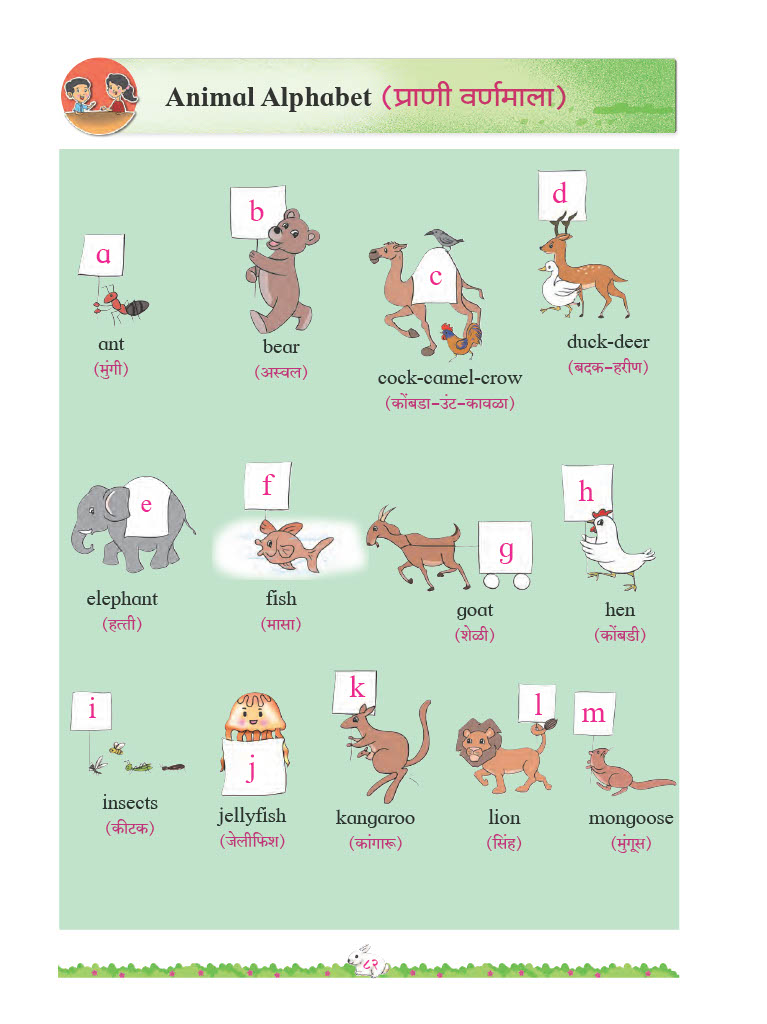 Animal Alphabet (प्राणी वर्णमाला)
a
ant
(मुंगी)
b
bear
(अस्वल)
c
cock-camel-crow
(कोंबडा-उंट-कावळा)
d
duck-deer
(बदक-हरीण)
e
elephant
(हत्ती)
f
fish
(मासा)
g
goat
(शेळी)
h
hen
(कोंबडी)
i
insects
(कीटक)
j
jellyfish
(जेलीफिश)
k
kangaroo
(कांगारू)
l
lion
(सिंह)
m
mongoose
(मुंगूस)
८२